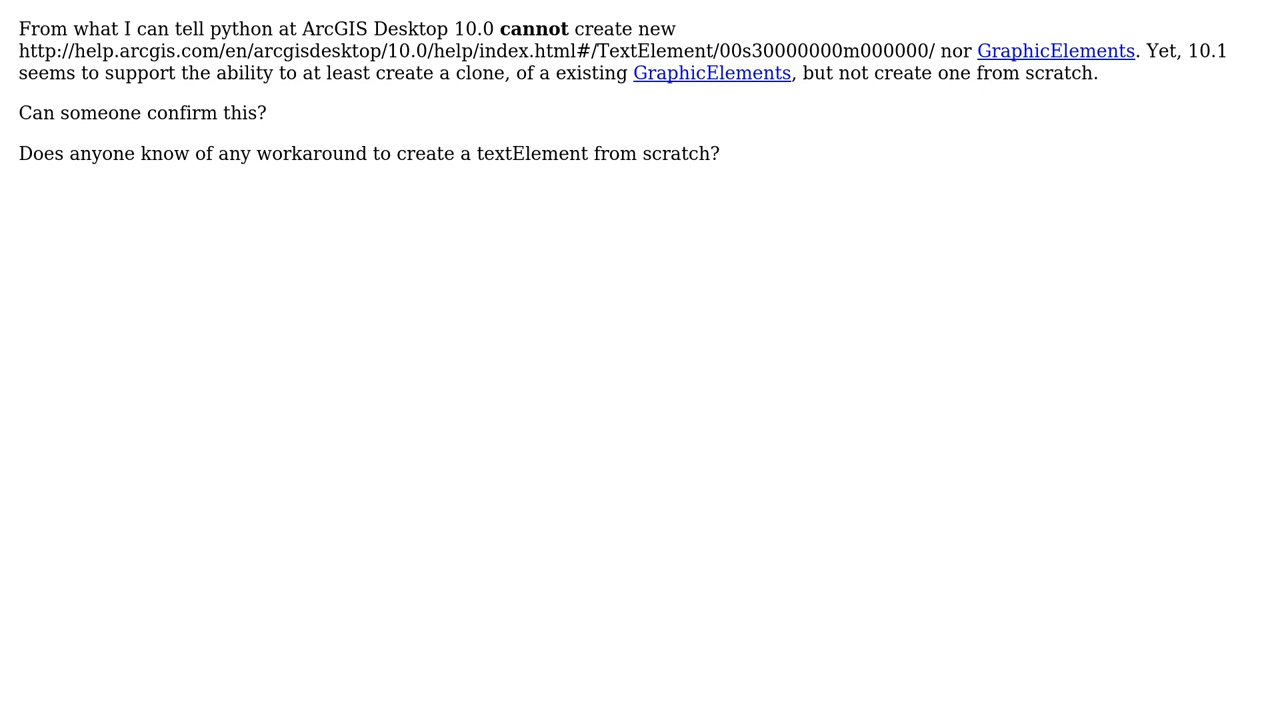 From what I can tell python at ArcGIS Desktop 10.0 cannot create new
http://help.arcgis.com/en/arcgisdesktop/10.0/help/index.html#/TextElement/00s30000000m000000/ nor GraphicElements. Yet, 10.1
seems to support the ability to at least create a clone, of a existing GraphicElements, but not create one from scratch.
Can someone confirm this?
Does anyone know of any workaround to create a textElement from scratch?